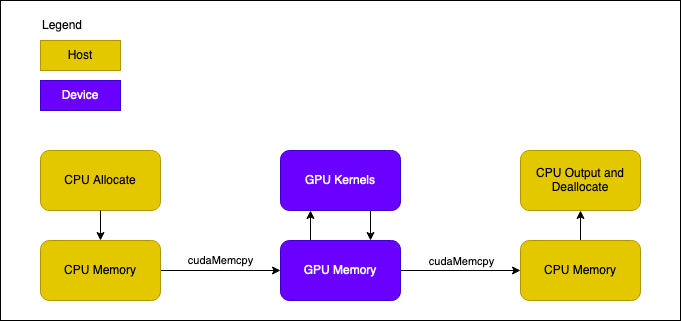 Legend
Host
Device
CPU Allocate
GPU Kernels
CPU Output and
Deallocate
CPU Memory
cudaMemcpy
GPU Memory
cudaMemcpy
CPU Memory